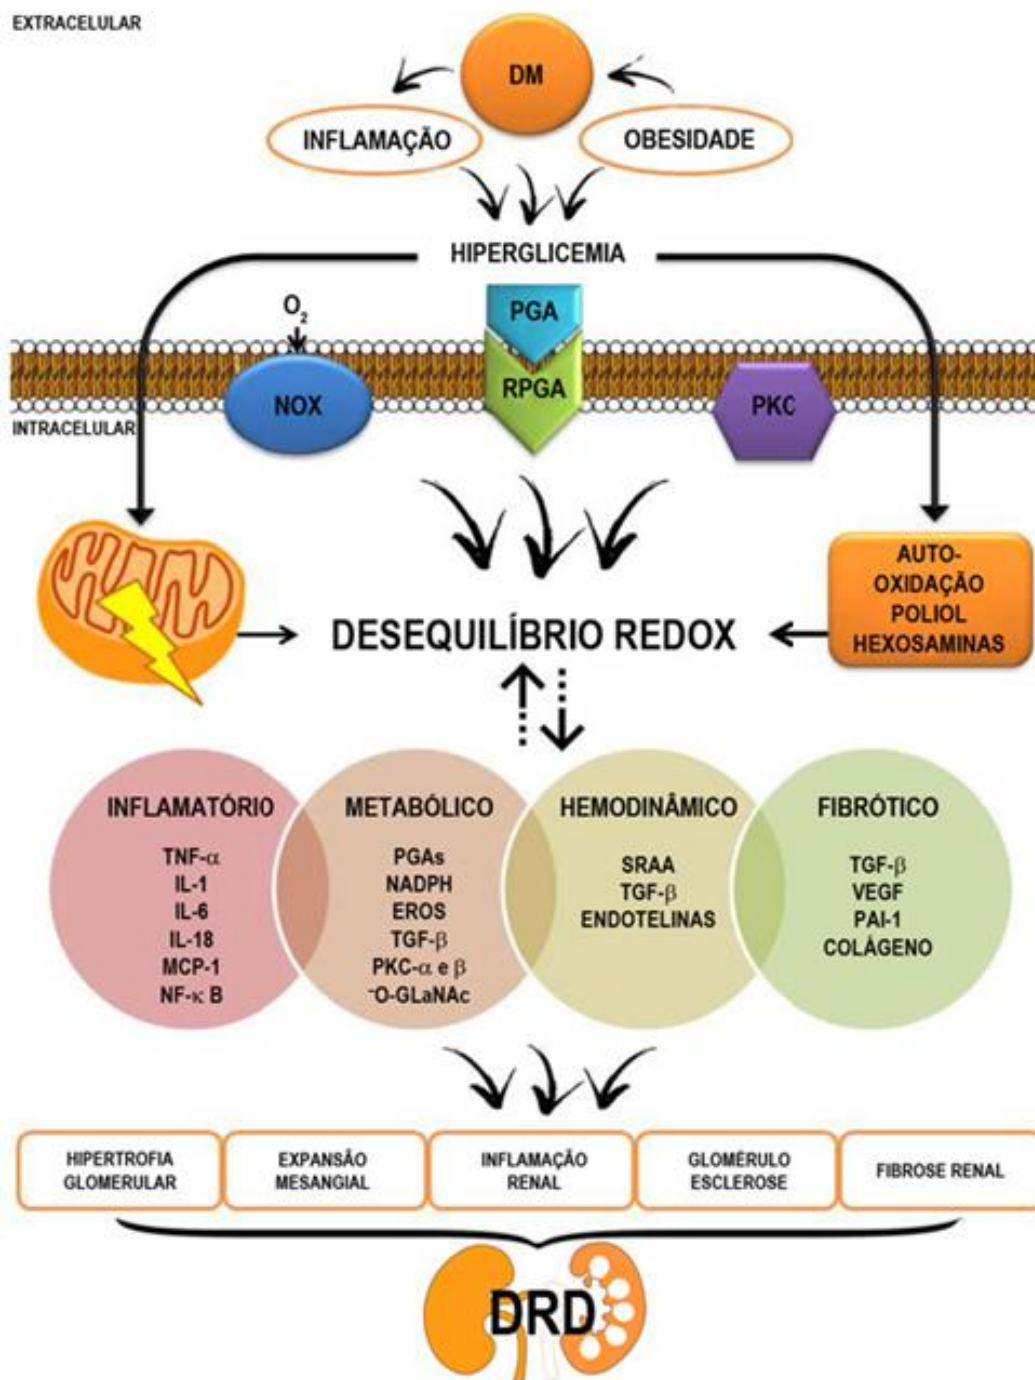 EXTRACELULAR
DM
INFLAMAÇÃO
OBESIDADE
HIPERGLICEMIA
O2
PGA
NOX
RPGA
PKC
INTRACELULAR
AUTO-
OXIDAÇÃO
POLIOL
HEXOSAMINAS
DESEQUILÍBRIO REDOX
INFLAMATÓRIO
TNF-α
IL-1
IL-6
IL-18
MCP-1
NF-κ B
METABÓLICO
PGAs
NADPH
EROS
TGF-β
PKC-α e β
⁻O-GLaNAc
HEMODINÂMICO
SRAA
TGF-β
ENDOTELINAS
FIBRÓTICO
TGF-β
VEGF
PAI-1
COLÁGENO
HIPERTROFIA
GLOMERULAR
EXPANSÃO
MESANGIAL
INFLAMAÇÃO
RENAL
GLOMÉRULO
ESCLEROSE
FIBROSE RENAL
DRD